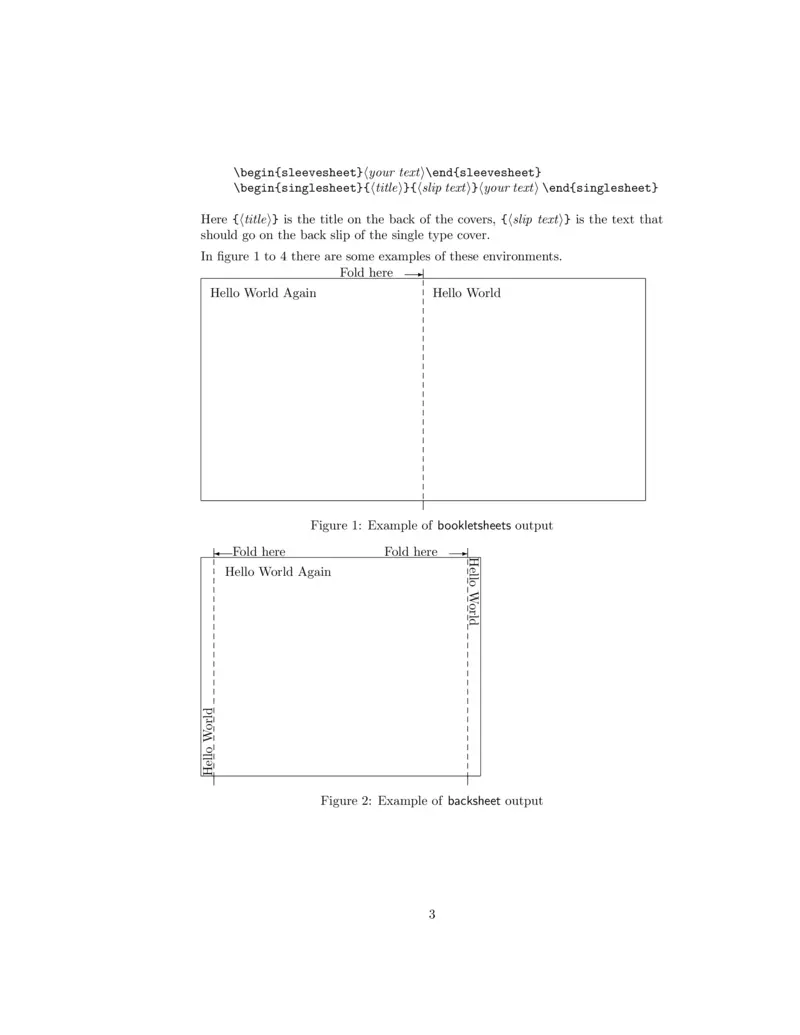 \begin{sleevesheet}⟨your text⟩\end{sleevesheet}
\begin{singlesheet}{⟨title⟩}{⟨slip text⟩}⟨your text⟩ \end{singlesheet}
Here {⟨title⟩} is the title on the back of the covers, {⟨slip text⟩} is the text that
should go on the back slip of the single type cover.
In figure 1 to 4 there are some examples of these environments.
Fold here
Hello World Again
Hello World
Figure 1: Example of bookletsheets output
Fold here
Fold here
Hello World Again
Hello World
Hello World
Figure 2: Example of backsheet output
3